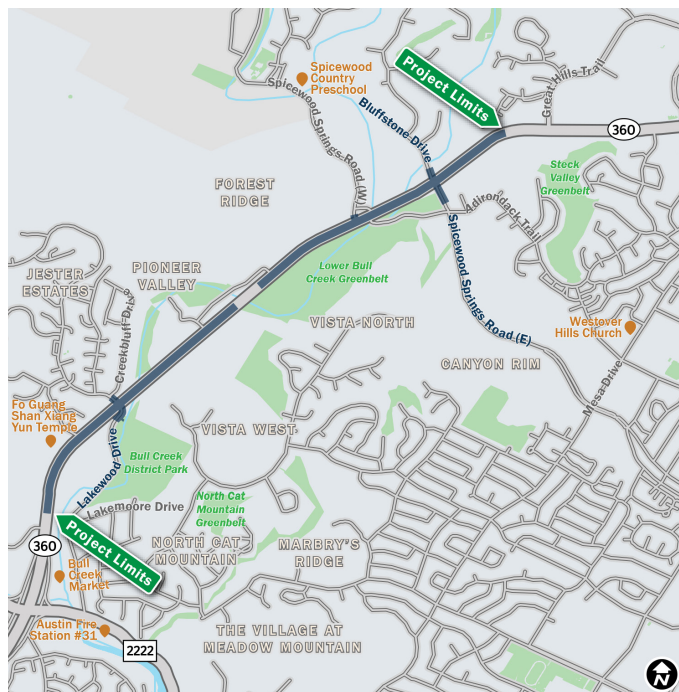 Spicewood
Country
Preschool
Project Limits
Great Hills Trail
Spicewood Springs Road (W)
Bluffstone Drive
360
Steck
Valley
Greenbelt
FOREST
RIDGE
Adirondack Trail
Spicewood Springs Road (E)
JESTER
ESTATES
PIONEER
VALLEY
Lower Bull
Creek Greenbelt
Creekbluff Drive
VISTA NORTH
Westover
Hills Church
CANYON RIM
Mesa Drive
Fo Guang
Shan Xiang
Yun Temple
VISTA WEST
Bull Creek
District Park
Lakewood Drive
Lakemoore Drive
North Cat
Mountain
Greenbelt
360
Project Limits
NORTH CAT
MOUNTAIN
MARBRY'S
RIDGE
Bull
Creek
Market
Austin Fire
Station #31
2222
THE VILLAGE AT
MEADOW MOUNTAIN
N